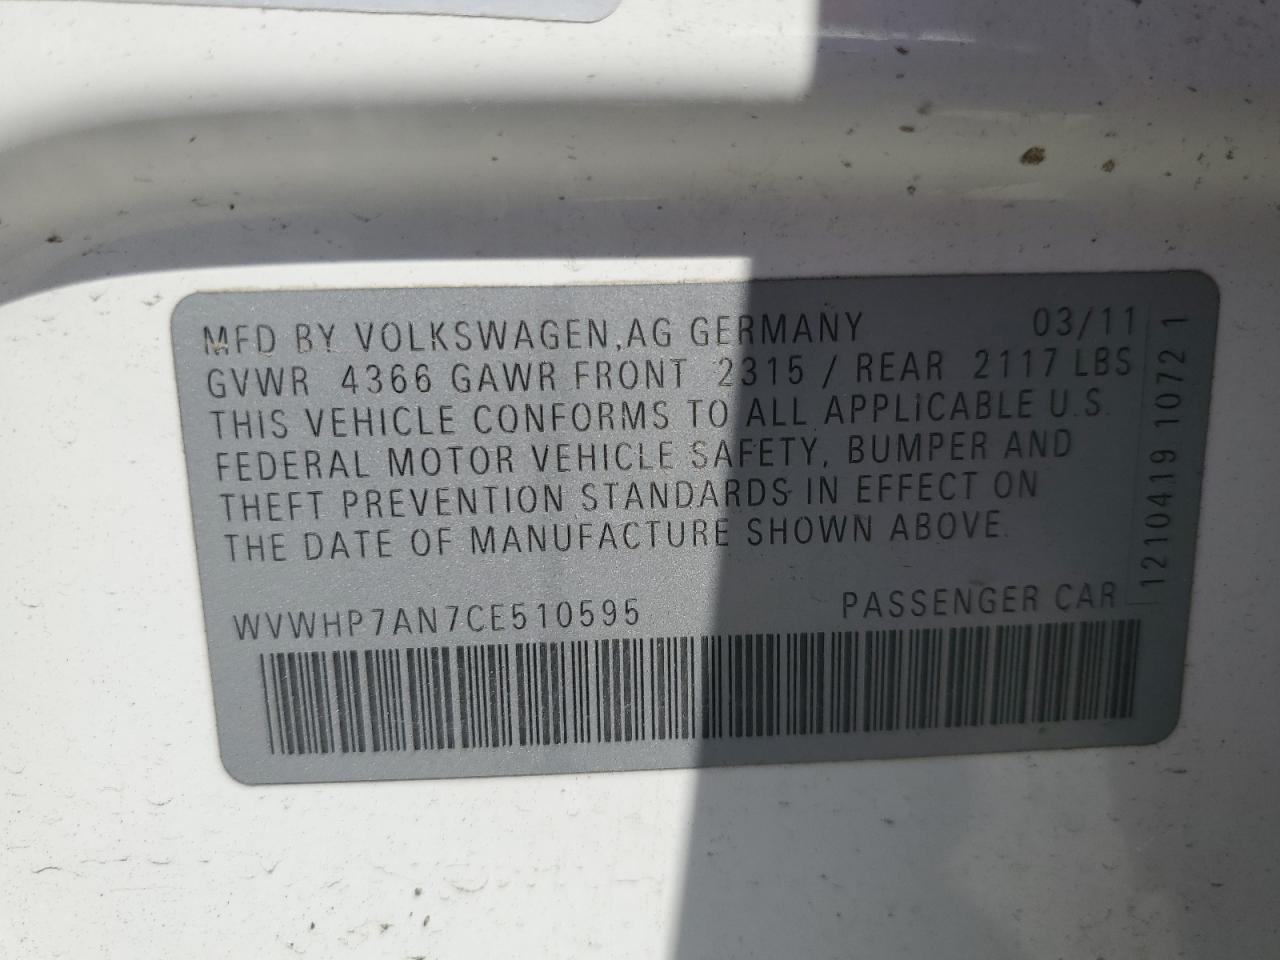 MFD BY VOLKSWAGEN,AG GERMANY 03/11
GVWR 4366 GAWR FRONT 2315 / REAR 2117 LBS
THIS VEHICLE CONFORMS TO ALL APPLICABLE U.S.
FEDERAL MOTOR VEHICLE SAFETY, BUMPER AND
THEFT PREVENTION STANDARDS IN EFFECT ON
THE DATE OF MANUFACTURE SHOWN ABOVE.
WVWHP7AN7CE510595 PASSENGER CAR
1210419 1072 1